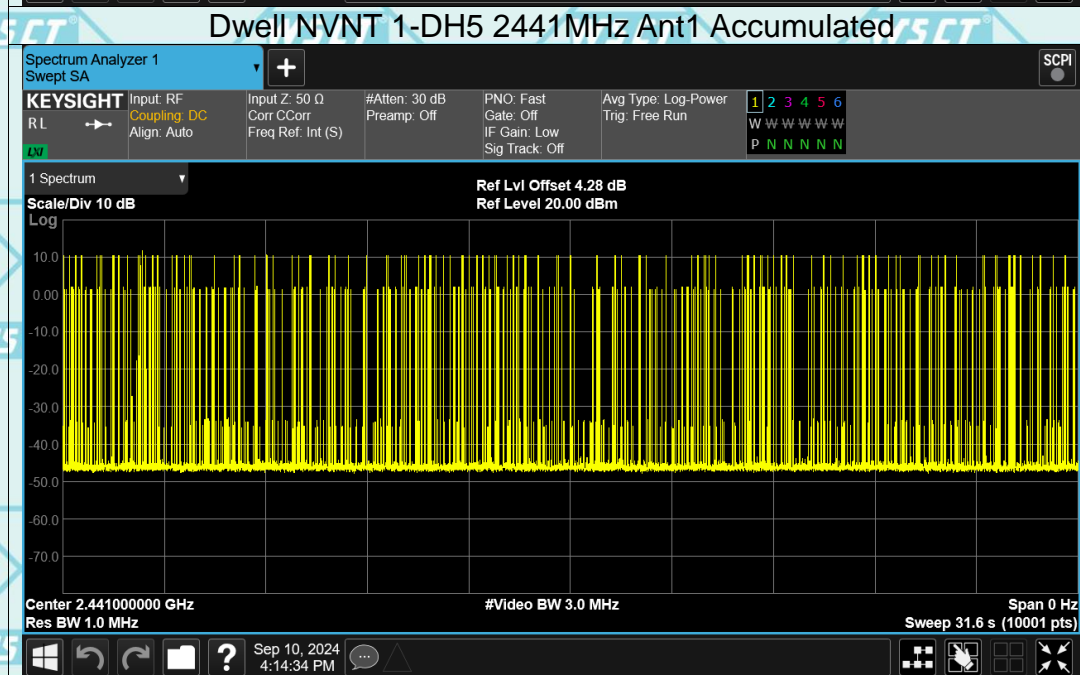 Dwell NVNT 1-DH5 2441MHz Ant1 Accumulated
Spectrum Analyzer 1
Swept SA
+
SCPI
KEYSIGHT
RL
LXI
Input: RF
Coupling: DC
Align: Auto
Input Z: 50 Ω
Corr CCorr
Freq Ref: Int (S)
#Atten: 30 dB
Preamp: Off
PNO: Fast
Gate: Off
IF Gain: Low
Sig Track: Off
Avg Type: Log-Power
Trig: Free Run
1 2 3 4 5 6
W W W W W W
P N N N N N
1 Spectrum
Scale/Div 10 dB
Ref Lvl Offset 4.28 dB
Ref Level 20.00 dBm
Log
10.0
0.00
-10.0
-20.0
-30.0
-40.0
-50.0
-60.0
-70.0
Center 2.441000000 GHz
#Video BW 3.0 MHz
Span 0 Hz
Res BW 1.0 MHz
Sweep 31.6 s (10001 pts)
?
Sep 10, 2024
4:14:34 PM